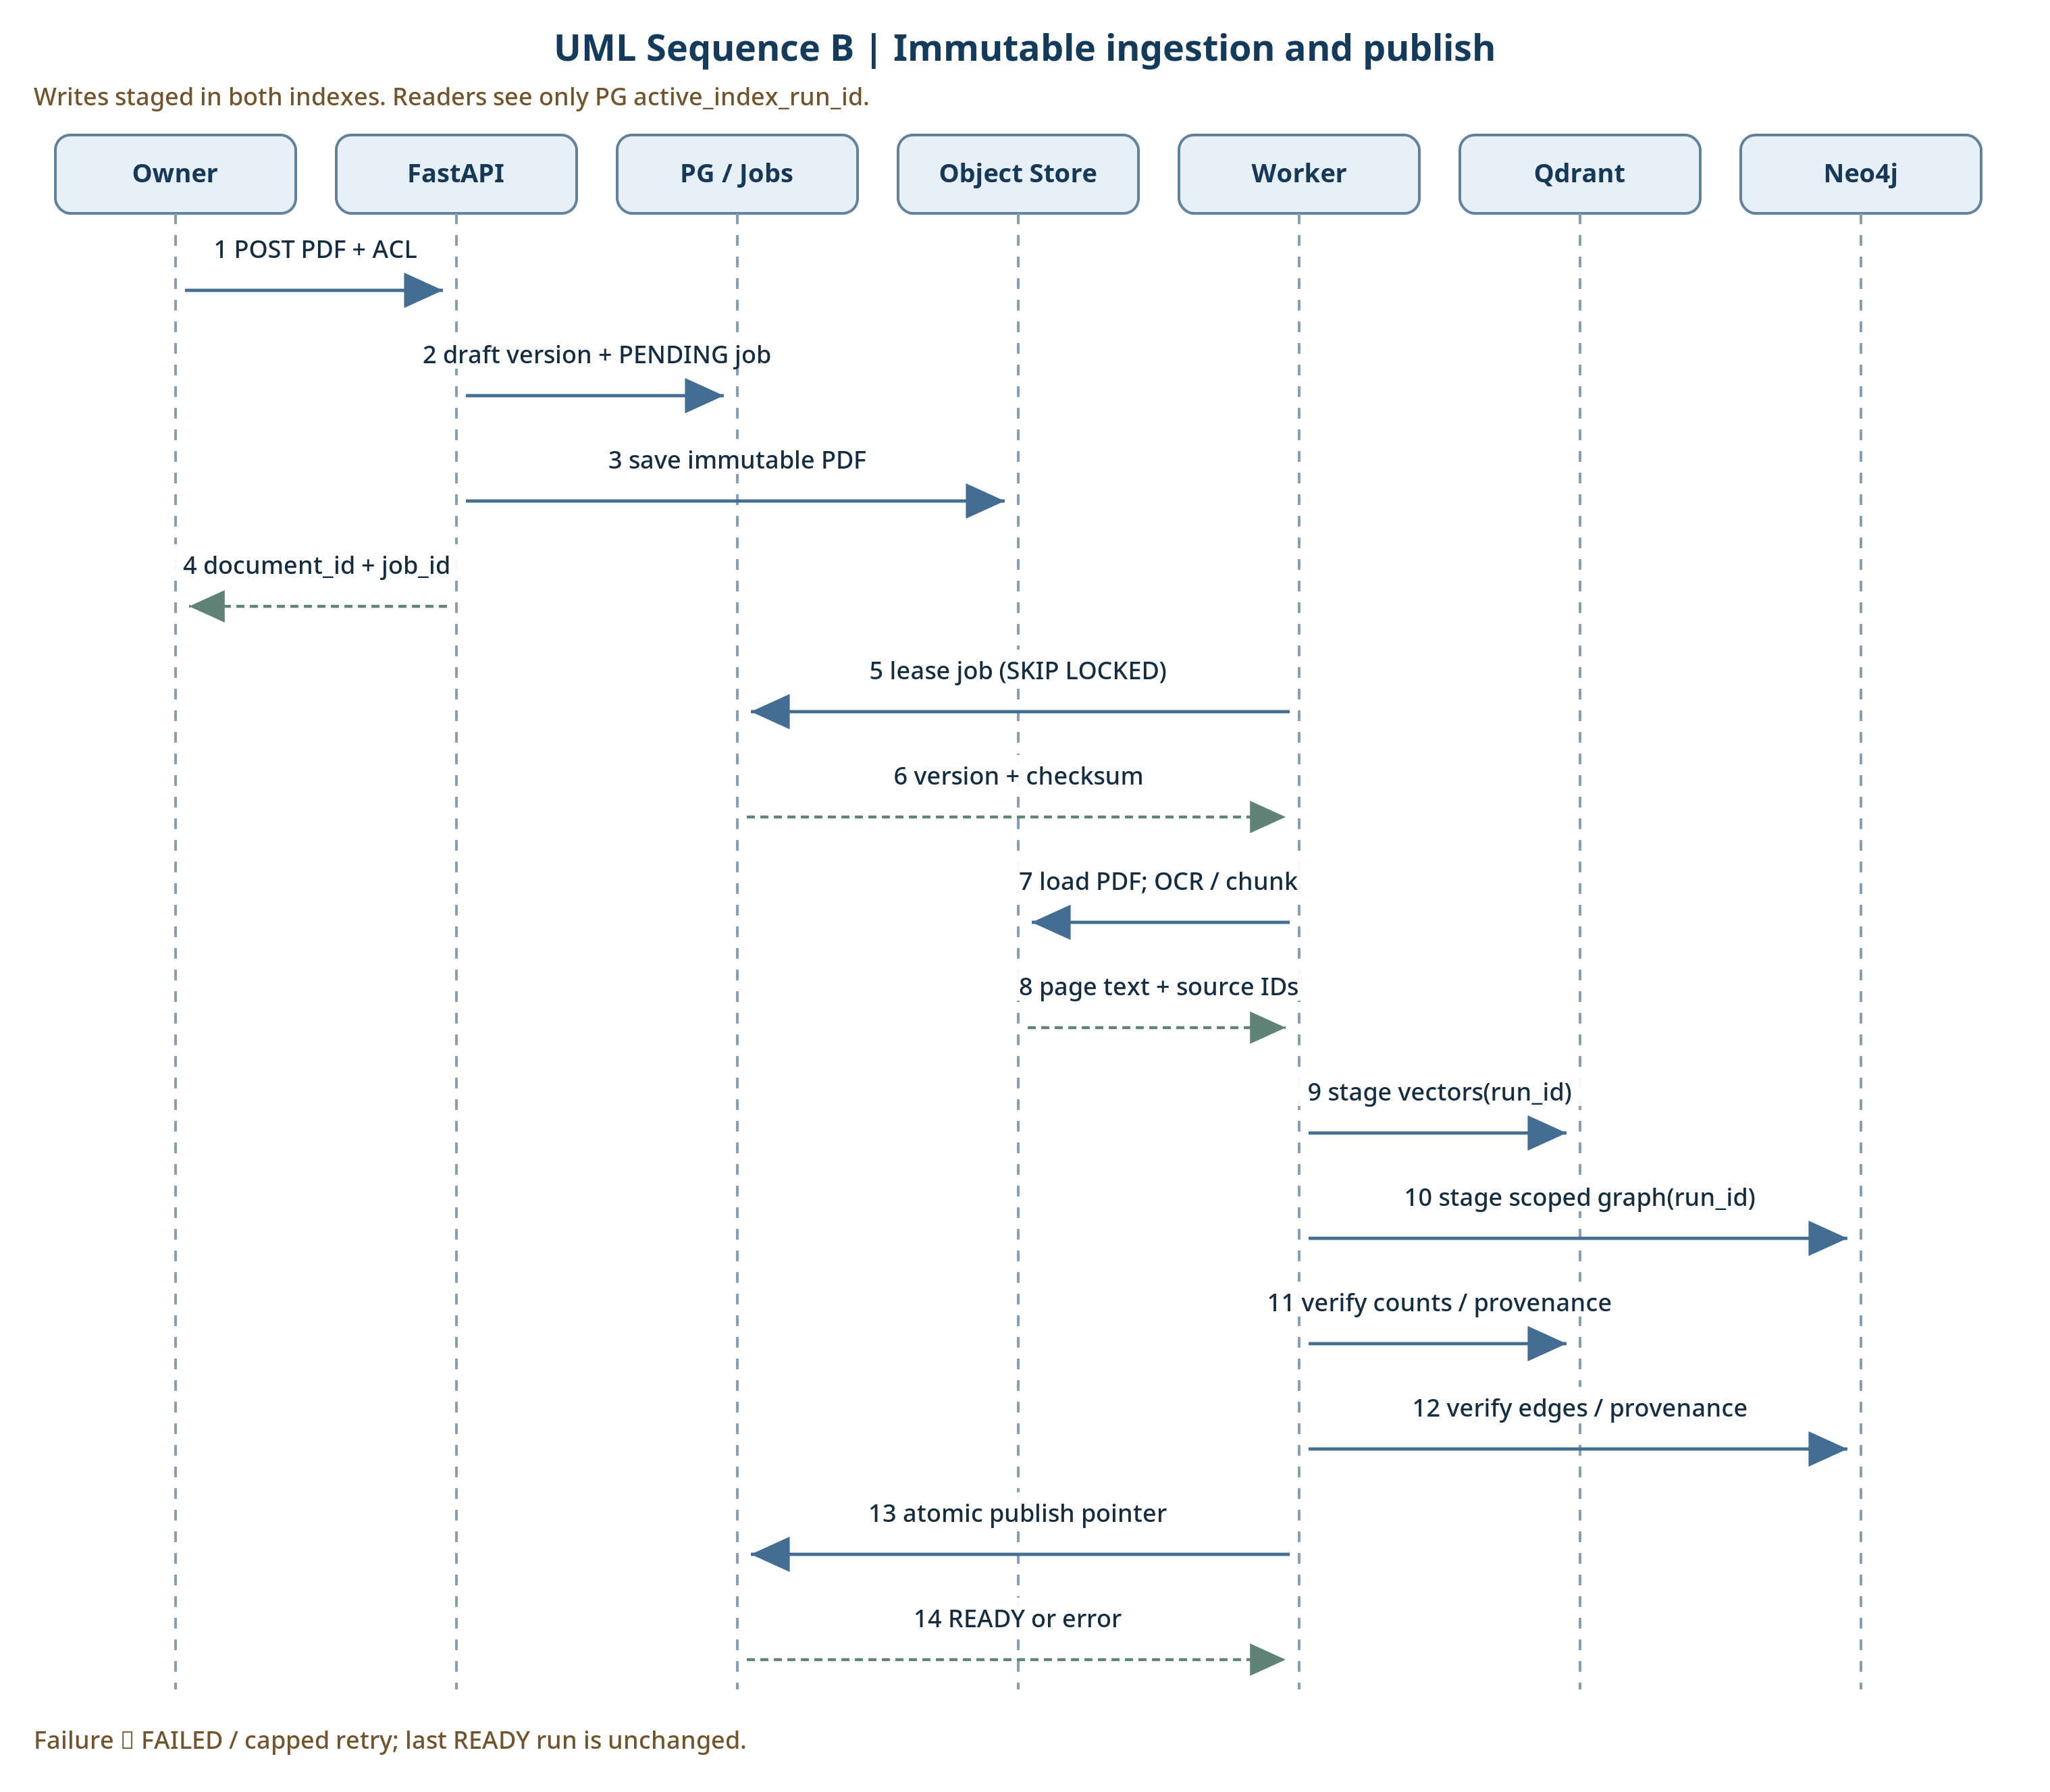 UML Sequence B | Immutable ingestion and publish
Writes staged in both indexes. Readers see only PG active_index_run_id.
Owner
FastAPI
PG / Jobs
Object Store
Worker
Qdrant
Neo4j
1 POST PDF + ACL
2 draft version + PENDING job
3 save immutable PDF
4 document_id + job_id
5 lease job (SKIP LOCKED)
6 version + checksum
7 load PDF; OCR / chunk
8 page text + source IDs
9 stage vectors(run_id)
10 stage scoped graph(run_id)
11 verify counts / provenance
12 verify edges / provenance
13 atomic publish pointer
14 READY or error
Failure ▯ FAILED / capped retry; last READY run is unchanged.